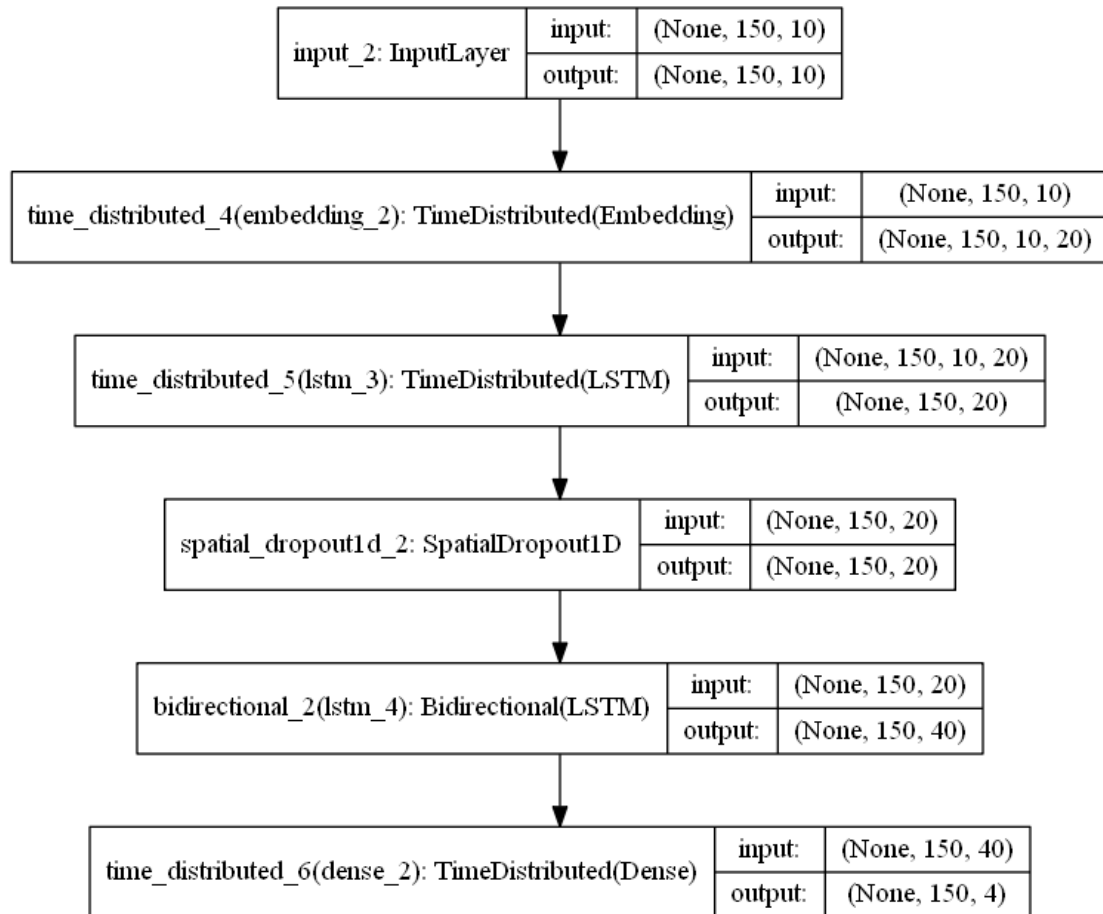 input_2: InputLayer
input: (None, 150, 10)
output: (None, 150, 10)
time_distributed_4(embedding_2): TimeDistributed(Embedding)
input: (None, 150, 10)
output: (None, 150, 10, 20)
time_distributed_5(lstm_3): TimeDistributed(LSTM)
input: (None, 150, 10, 20)
output: (None, 150, 20)
spatial_dropout1d_2: SpatialDropout1D
input: (None, 150, 20)
output: (None, 150, 20)
bidirectional_2(lstm_4): Bidirectional(LSTM)
input: (None, 150, 20)
output: (None, 150, 40)
time_distributed_6(dense_2): TimeDistributed(Dense)
input: (None, 150, 40)
output: (None, 150, 4)